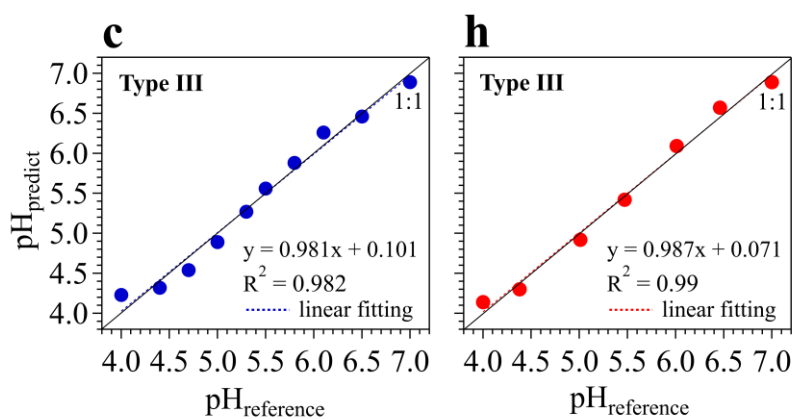 c
Type III
1:1
pH_predict
7.0
6.5
6.0
5.5
5.0
4.5
4.0
y = 0.981x + 0.101
R² = 0.982
linear fitting
4.0 4.5 5.0 5.5 6.0 6.5 7.0
pH_reference
h
Type III
1:1
y = 0.987x + 0.071
R² = 0.99
linear fitting
4.0 4.5 5.0 5.5 6.0 6.5 7.0
pH_reference